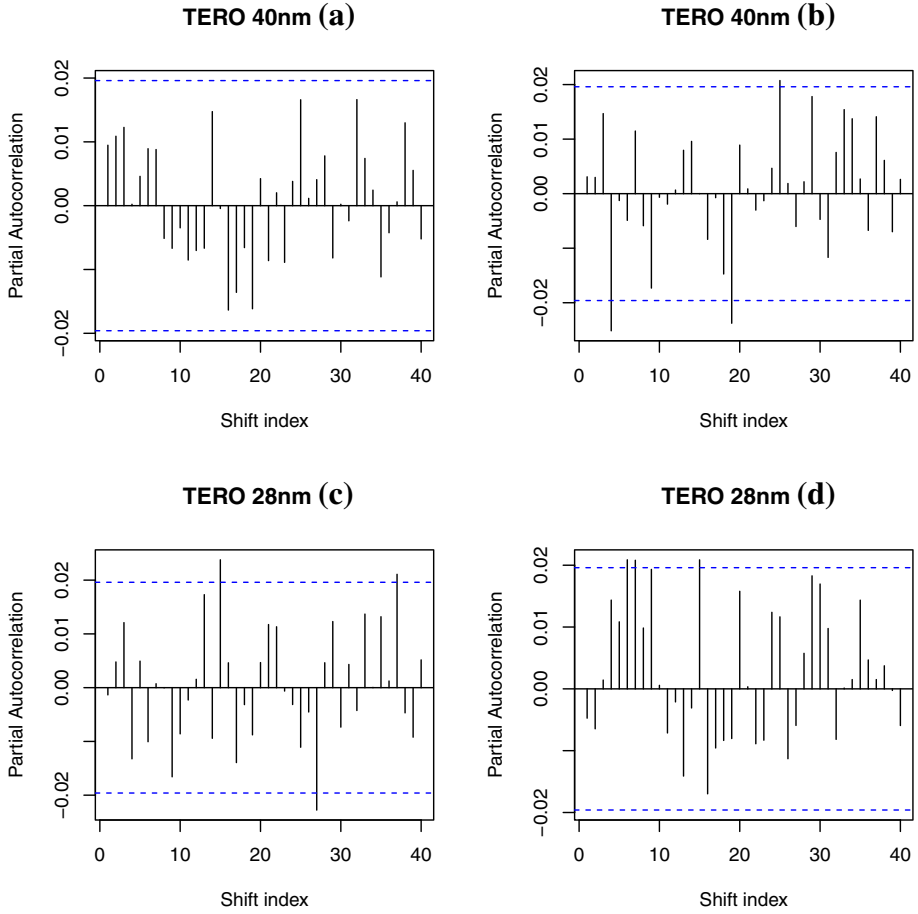 TERO 40nm (a)
Partial Autocorrelation
0.02
0.01
0.00
−0.02
0 10 20 30 40
Shift index
TERO 40nm (b)
Partial Autocorrelation
0.02
0.01
0.00
−0.02
0 10 20 30 40
Shift index
TERO 28nm (c)
Partial Autocorrelation
0.02
0.01
0.00
−0.02
0 10 20 30 40
Shift index
TERO 28nm (d)
Partial Autocorrelation
0.02
0.01
0.00
−0.02
0 10 20 30 40
Shift index